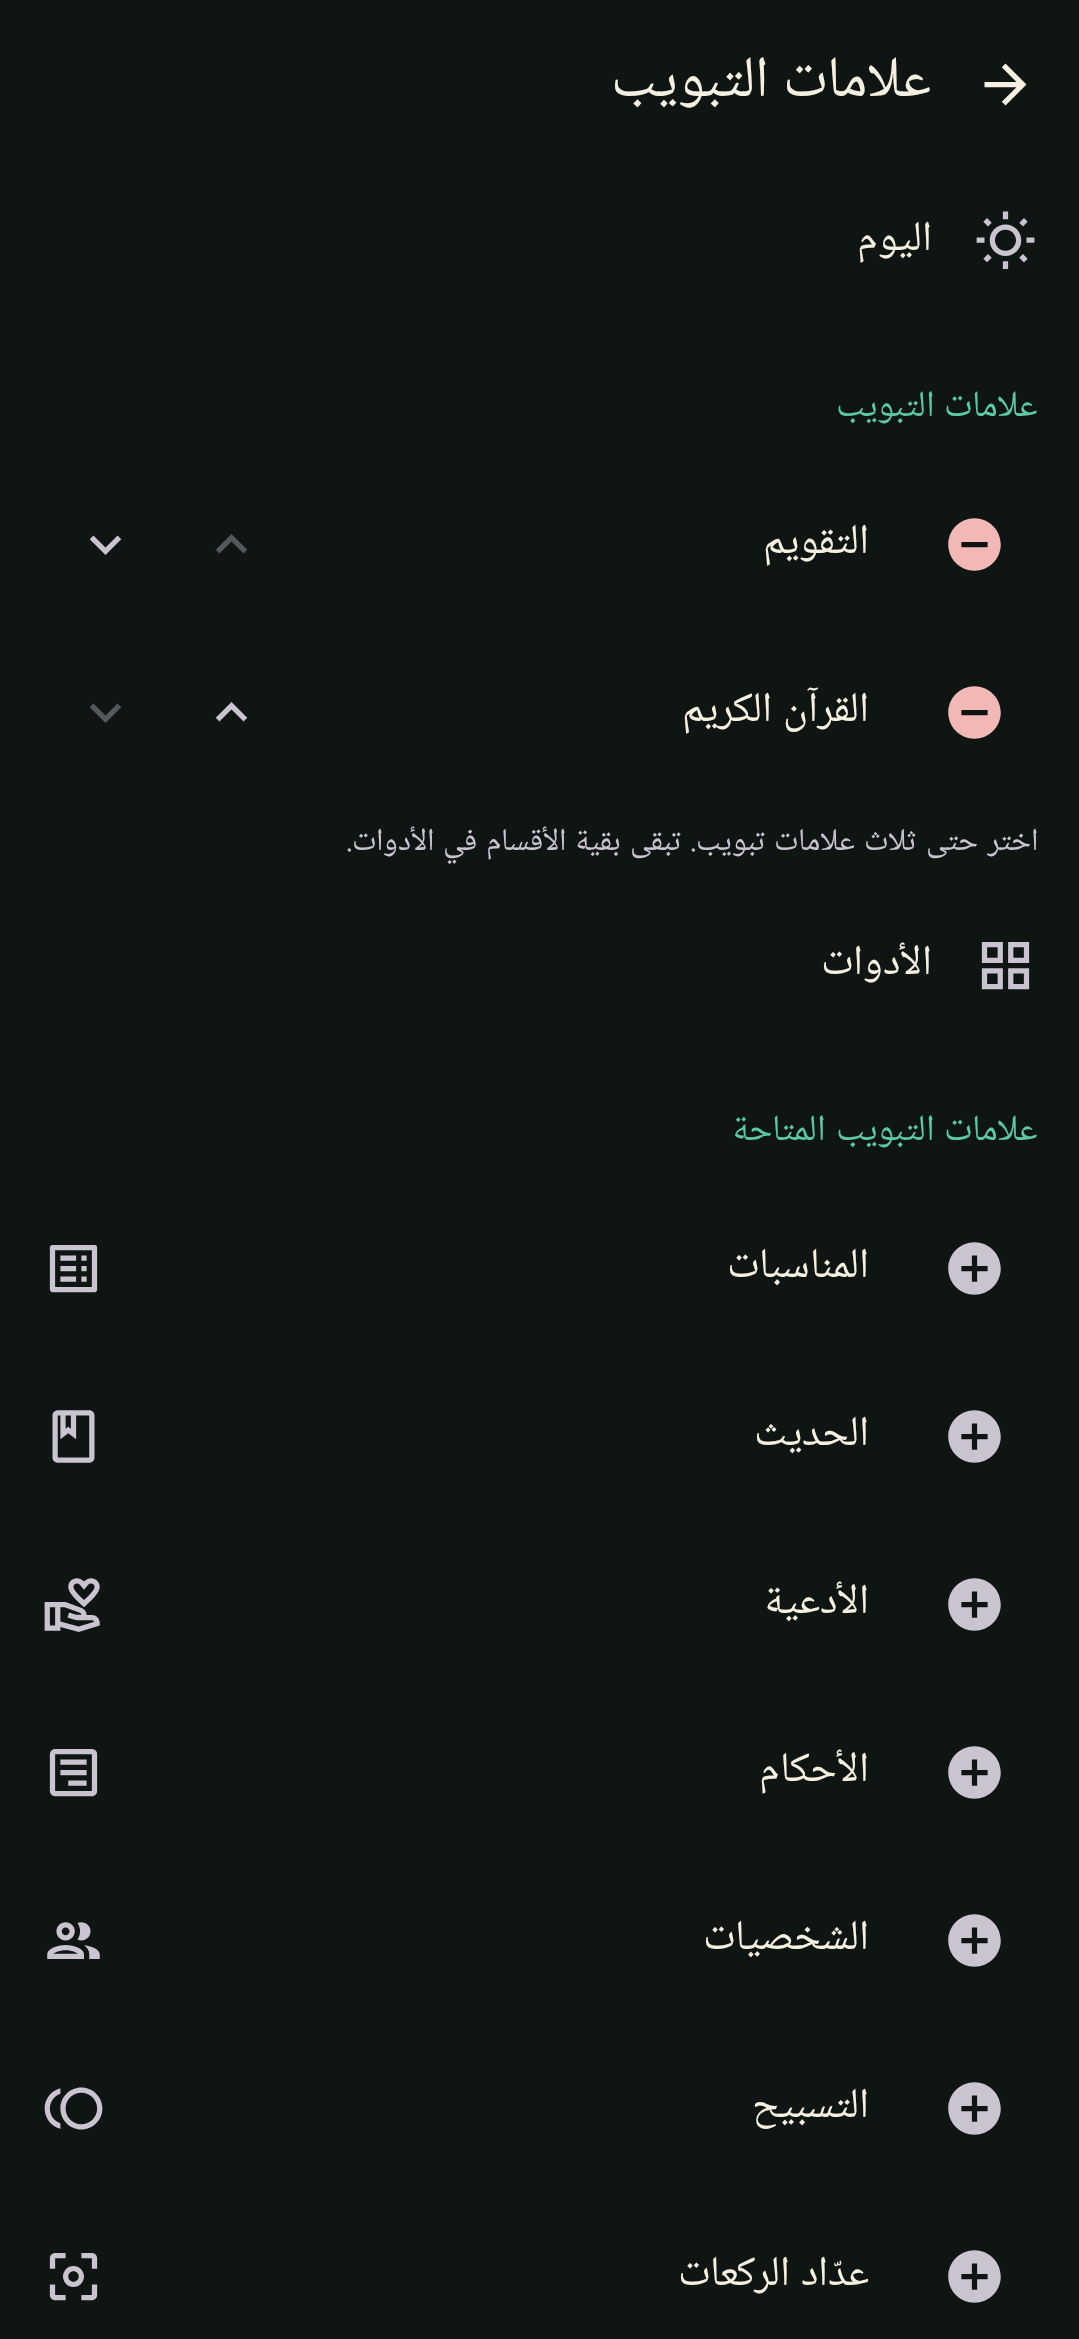 علامات التبويب
اليوم
علامات التبويب
التقويم
القرآن الكريم
اختر حتى ثلاث علامات تبويب. تبقى بقية الأقسام في الأدوات.
الأدوات
علامات التبويب المتاحة
المناسبات
الحديث
الأدعية
الأحكام
الشخصيات
التسبيح
عدّاد الركعات